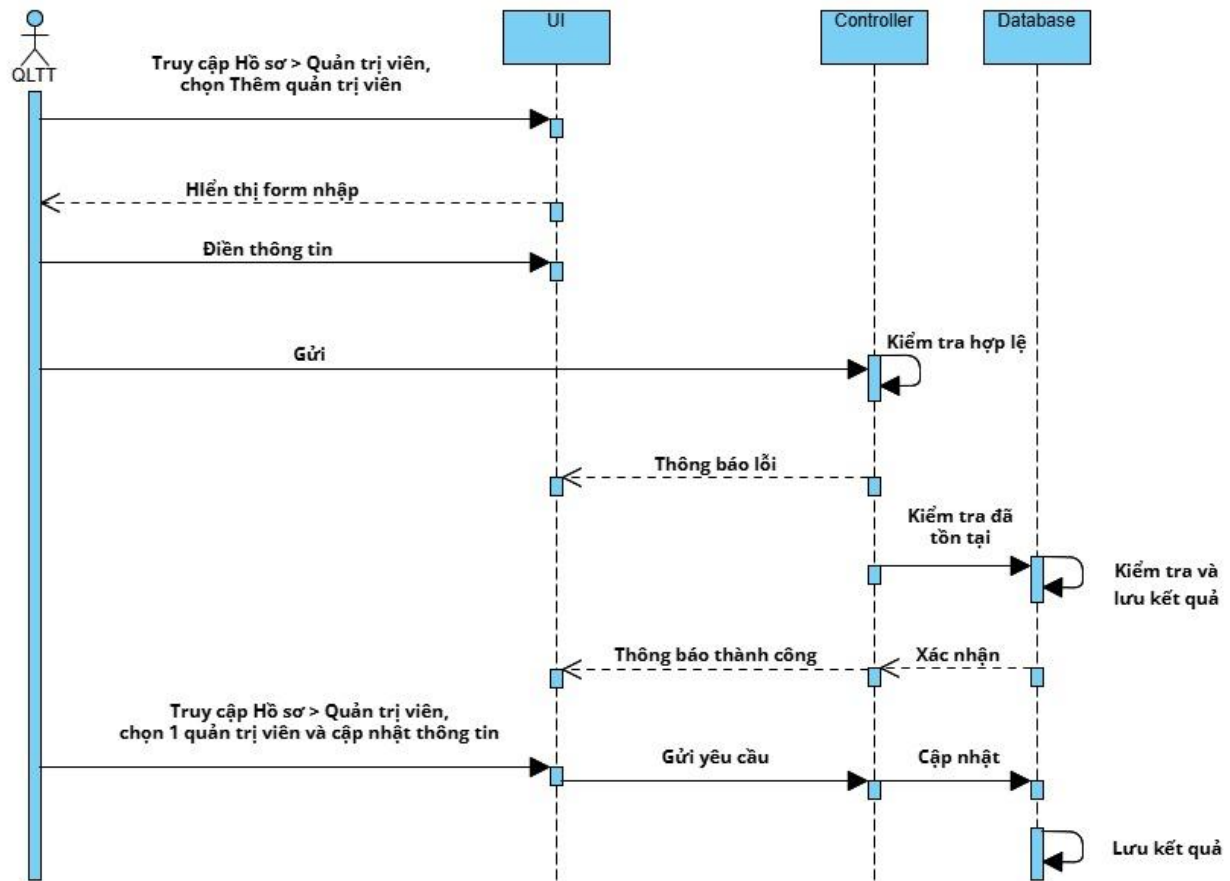 UI
Controller
Database
QLTT
Truy cập Hồ sơ > Quản trị viên,
chọn Thêm quản trị viên
HIển thị form nhập
Điền thông tin
Gửi
Kiểm tra hợp lệ
Thông báo lỗi
Kiểm tra đã
tồn tại
Kiểm tra và
lưu kết quả
Thông báo thành công
Xác nhận
Truy cập Hồ sơ > Quản trị viên,
chọn 1 quản trị viên và cập nhật thông tin
Gửi yêu cầu
Cập nhật
Lưu kết quả